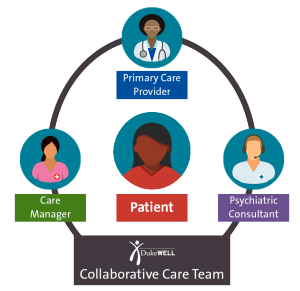 Primary Care
Provider
Care
Manager
Patient
Psychiatric
Consultant
DukeWELL
Collaborative Care Team